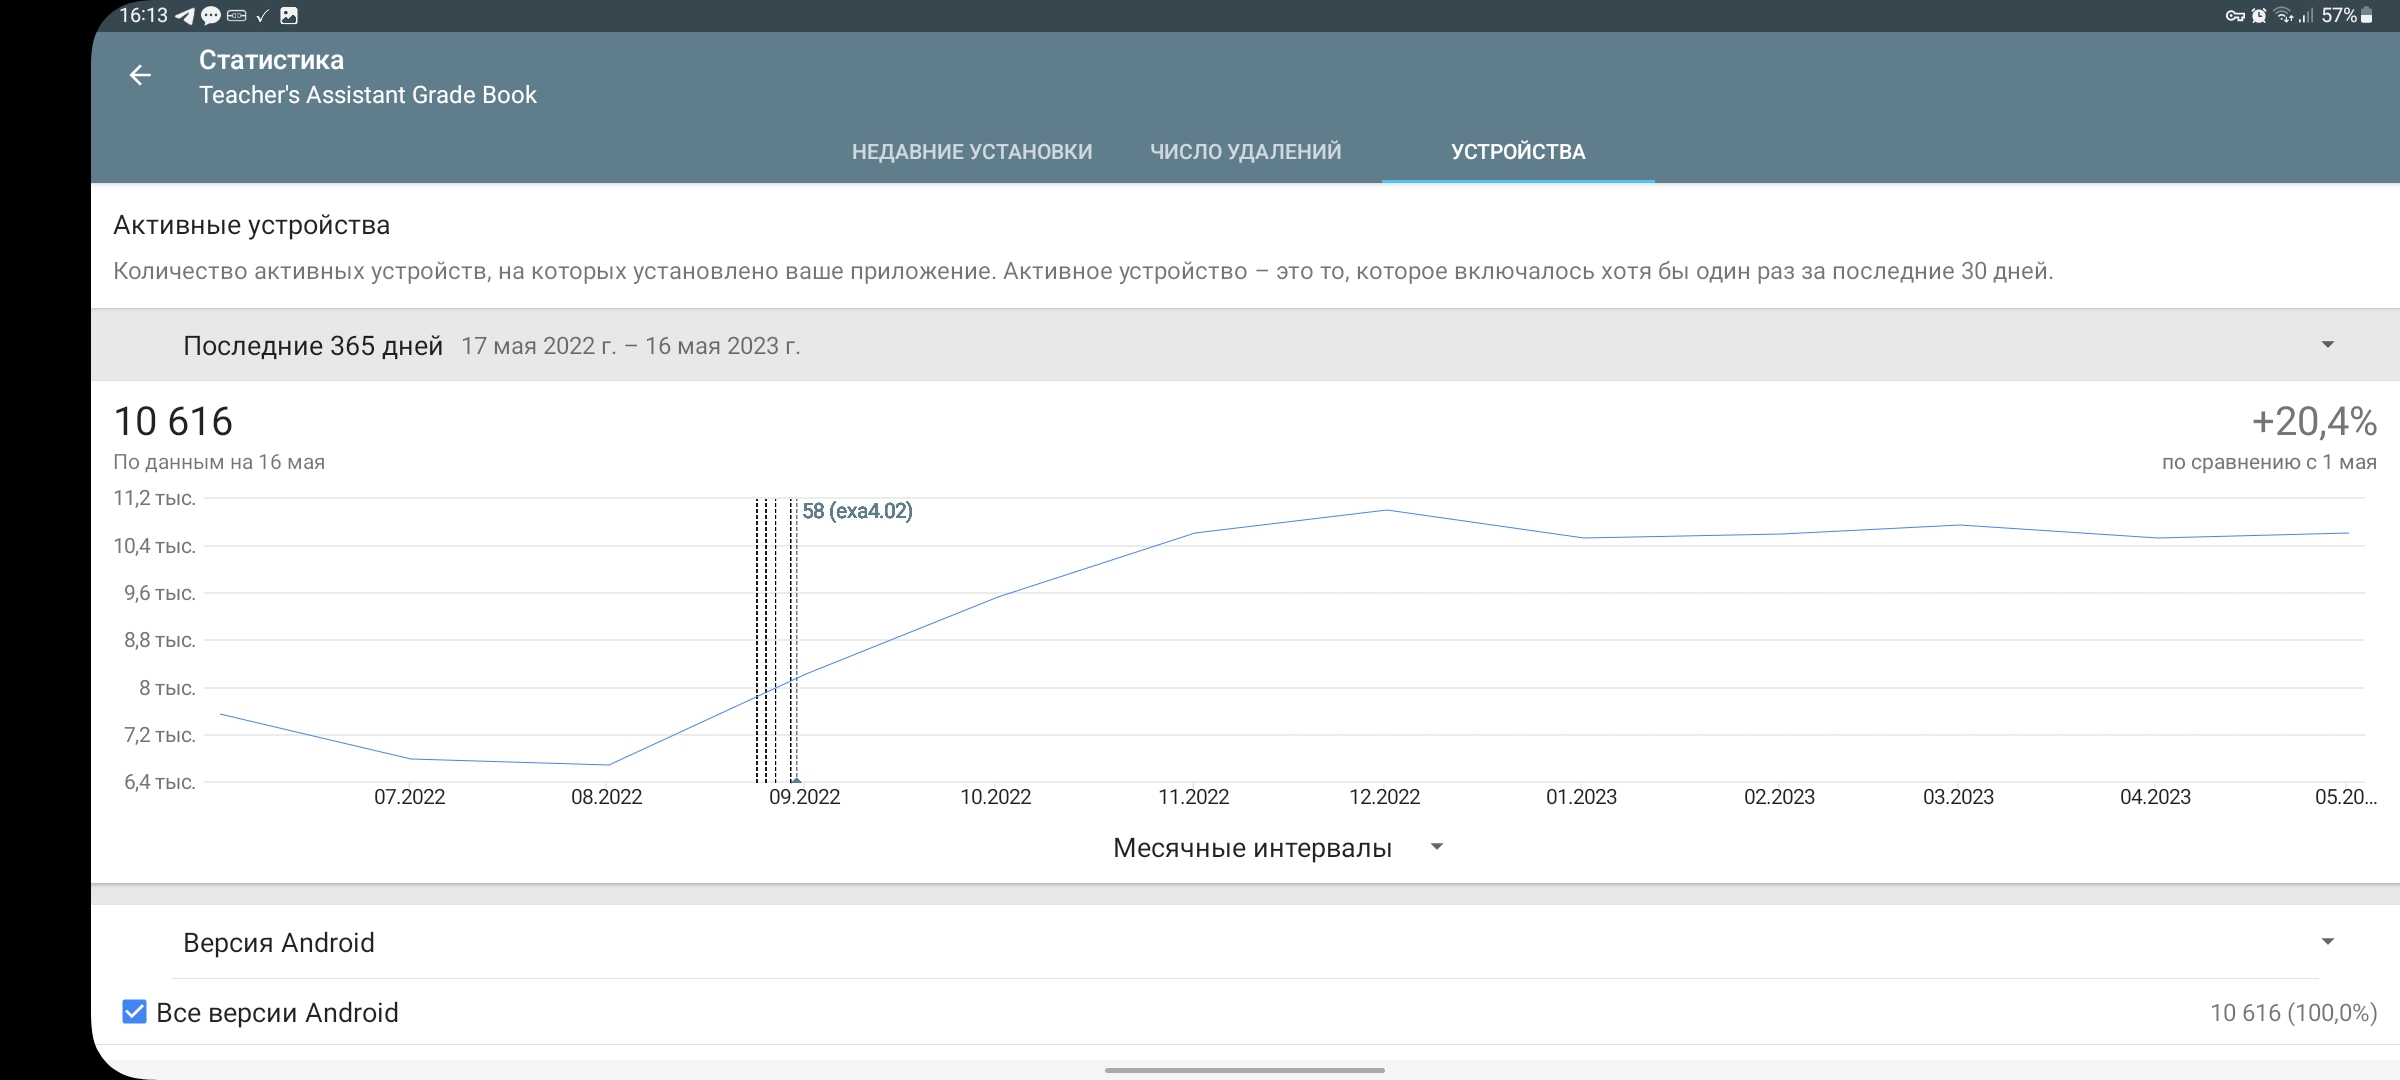 16:13
57%
Статистика
Teacher's Assistant Grade Book
НЕДАВНИЕ УСТАНОВКИ ЧИСЛО УДАЛЕНИЙ УСТРОЙСТВА
Активные устройства
Количество активных устройств, на которых установлено ваше приложение. Активное устройство – это то, которое включалось хотя бы один раз за последние 30 дней.
Последние 365 дней 17 мая 2022 г. – 16 мая 2023 г.
10 616 +20,4%
По данным на 16 мая по сравнению с 1 мая
11,2 тыс.
58 (exa4.02)
10,4 тыс.
9,6 тыс.
8,8 тыс.
8 тыс.
7,2 тыс.
6,4 тыс.
07.2022 08.2022 09.2022 10.2022 11.2022 12.2022 01.2023 02.2023 03.2023 04.2023 05.20...
Месячные интервалы
Версия Android
Все версии Android 10 616 (100,0%)